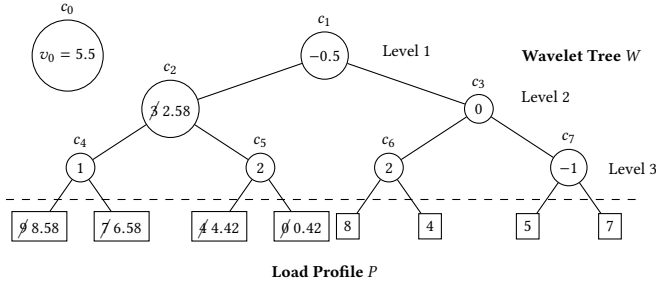 c0
c1
v0 = 5.5
−0.5
Level 1
Wavelet Tree W
c2
c3
3 2.58
0
Level 2
c4
c5
c6
c7
1
2
2
−1
Level 3
9 8.58
7 6.58
4 4.42
0 0.42
8
4
5
7
Load Profile P